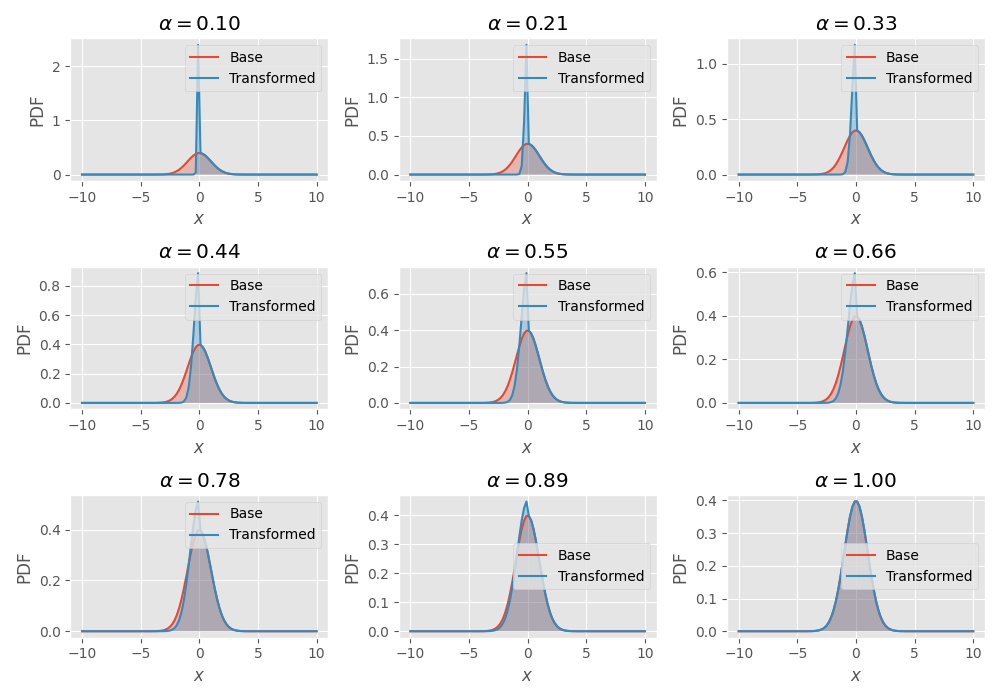 α = 0.10
α = 0.21
α = 0.33
PDF
2
1
0
Base
Transformed
−10 −5 0 5 10
x
PDF
1.5
1.0
0.5
0.0
Base
Transformed
−10 −5 0 5 10
x
PDF
1.0
0.5
0.0
Base
Transformed
−10 −5 0 5 10
x
α = 0.44
α = 0.55
α = 0.66
PDF
0.8
0.6
0.4
0.2
0.0
Base
Transformed
−10 −5 0 5 10
x
PDF
0.6
0.4
0.2
0.0
Base
Transformed
−10 −5 0 5 10
x
PDF
0.6
0.4
0.2
0.0
Base
Transformed
−10 −5 0 5 10
x
α = 0.78
α = 0.89
α = 1.00
PDF
0.4
0.2
0.0
Base
Transformed
−10 −5 0 5 10
x
PDF
0.4
0.3
0.2
0.1
0.0
Base
Transformed
−10 −5 0 5 10
x
PDF
0.4
0.3
0.2
0.1
0.0
Base
Transformed
−10 −5 0 5 10
x